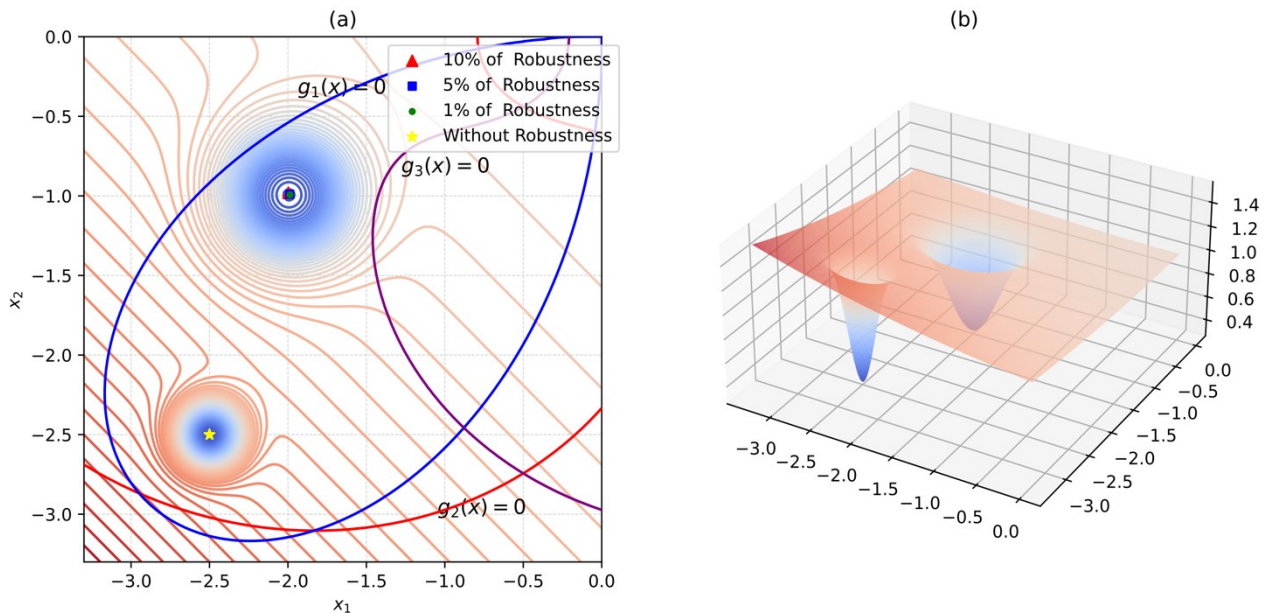 (a)
0.0
−0.5
−1.0
−1.5
−2.0
−2.5
−3.0
x2
−3.0 −2.5 −2.0 −1.5 −1.0 −0.5 0.0
x1
g1(x) = 0
g3(x) = 0
g2(x) = 0
10% of Robustness
5% of Robustness
1% of Robustness
Without Robustness
(b)
1.4
1.2
1.0
0.8
0.6
0.4
0.0
−0.5
−1.0
−1.5
−2.0
−2.5
−3.0
−3.0
−2.5
−2.0
−1.5
−1.0
−0.5
0.0